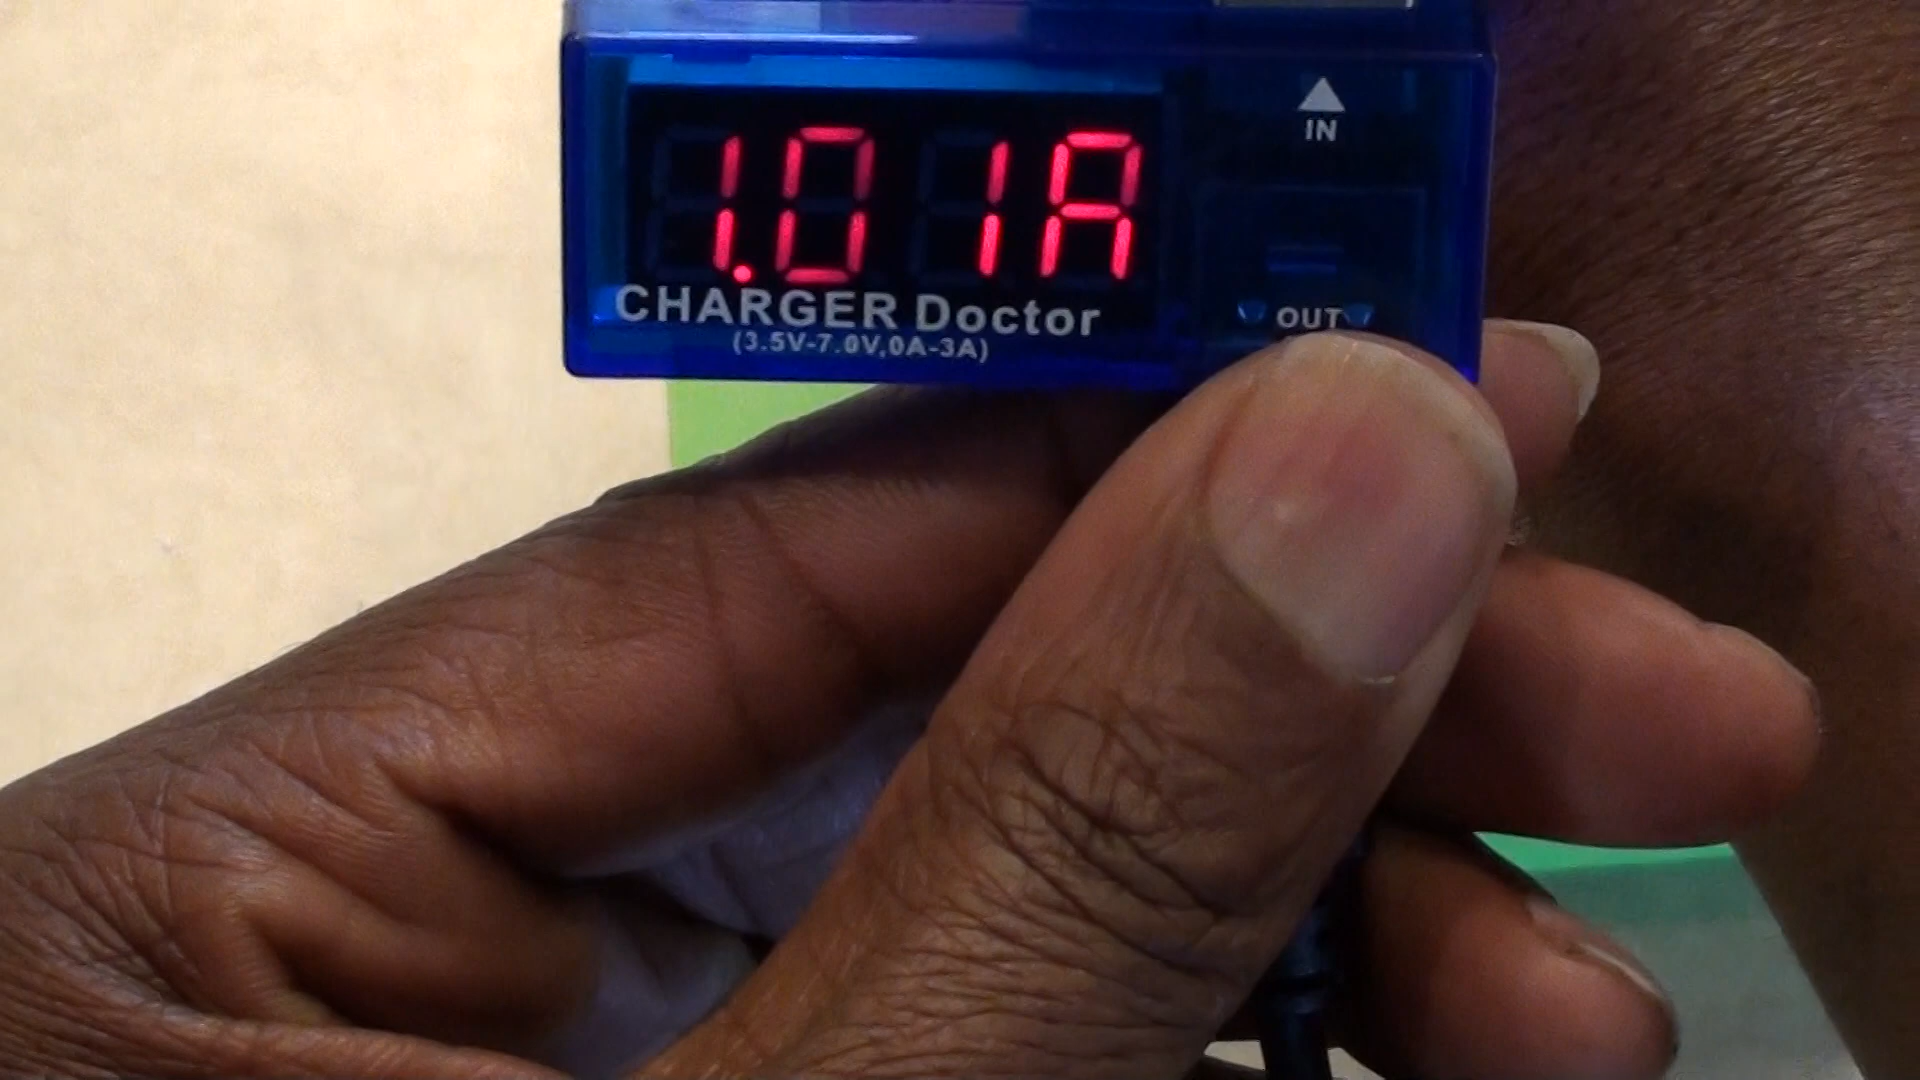 1.01A
IN
OUT
CHARGER Doctor
(3.5V-7.0V,0A-3A)